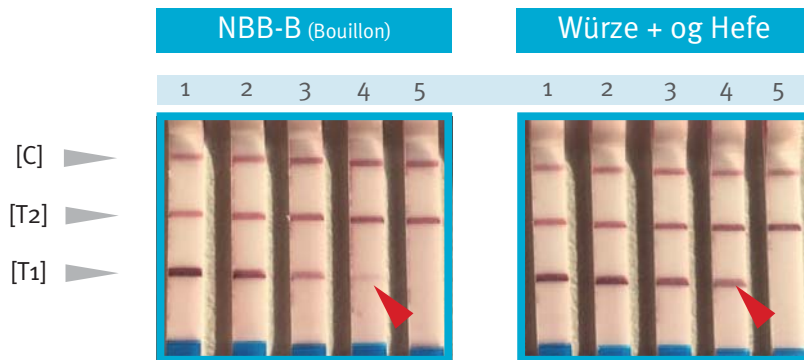 NBB-B (Bouillon)
Würze + og Hefe
1 2 3 4 5
1 2 3 4 5
[C]
[T2]
[T1]